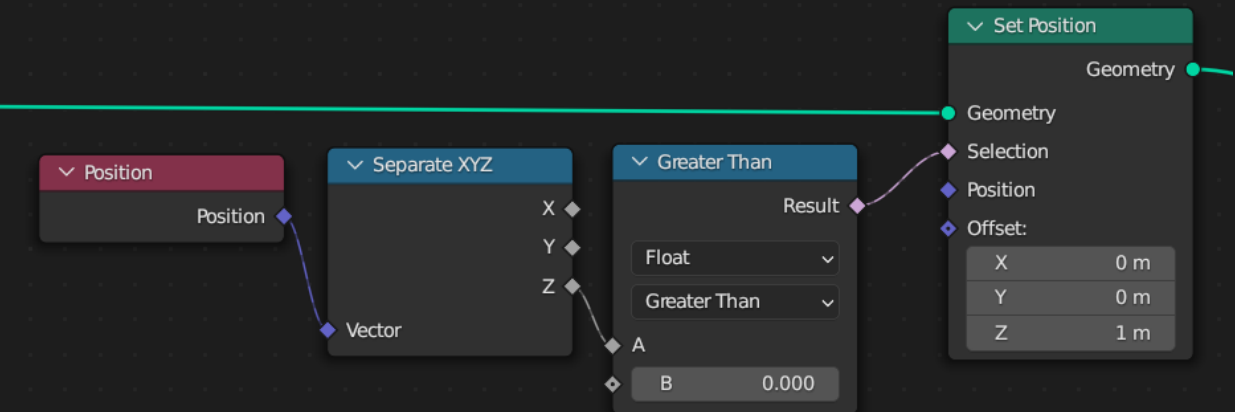 Set Position
Geometry
Geometry
Selection
Position
Offset:
X 0 m
Y 0 m
Z 1 m
Position
Position
Separate XYZ
X
Y
Z
Vector
Greater Than
Result
Float
Greater Than
A
B 0.000